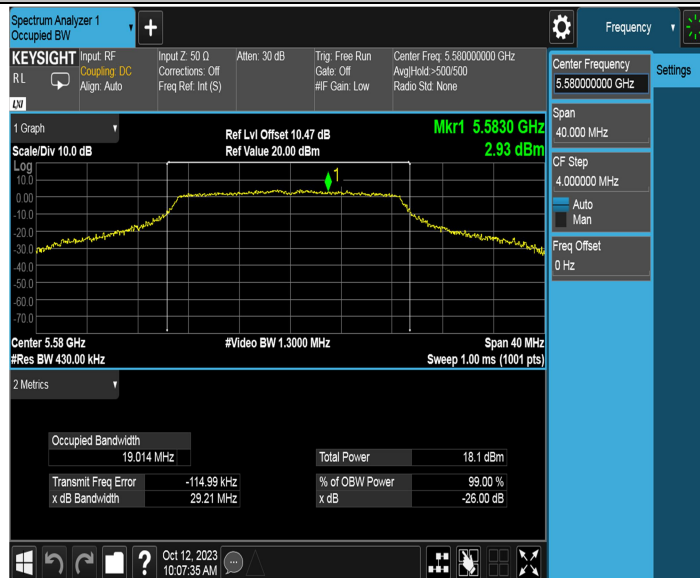 Spectrum Analyzer 1
Occupied BW
+
Frequency
KEYSIGHT
RL
LXI
Input: RF
Coupling: DC
Align: Auto
Input Z: 50 Ω
Corrections: Off
Freq Ref: Int (S)
Atten: 30 dB
Trig: Free Run
Gate: Off
#IF Gain: Low
Center Freq: 5.580000000 GHz
Avg|Hold:>500/500
Radio Std: None
Center Frequency
5.580000000 GHz
Settings
Span
40.000 MHz
CF Step
4.000000 MHz
Auto
Man
Freq Offset
0 Hz
1 Graph
Scale/Div 10.0 dB
Ref Lvl Offset 10.47 dB
Ref Value 20.00 dBm
Mkr1 5.5830 GHz
2.93 dBm
Log
10.0
0.00
-10.0
-20.0
-30.0
-40.0
-50.0
-60.0
-70.0
1
Center 5.58 GHz
#Res BW 430.00 kHz
#Video BW 1.3000 MHz
Span 40 MHz
Sweep 1.00 ms (1001 pts)
2 Metrics
Occupied Bandwidth
19.014 MHz
Transmit Freq Error -114.99 kHz
x dB Bandwidth 29.21 MHz
Total Power 18.1 dBm
% of OBW Power 99.00 %
x dB -26.00 dB
?
Oct 12, 2023
10:07:35 AM